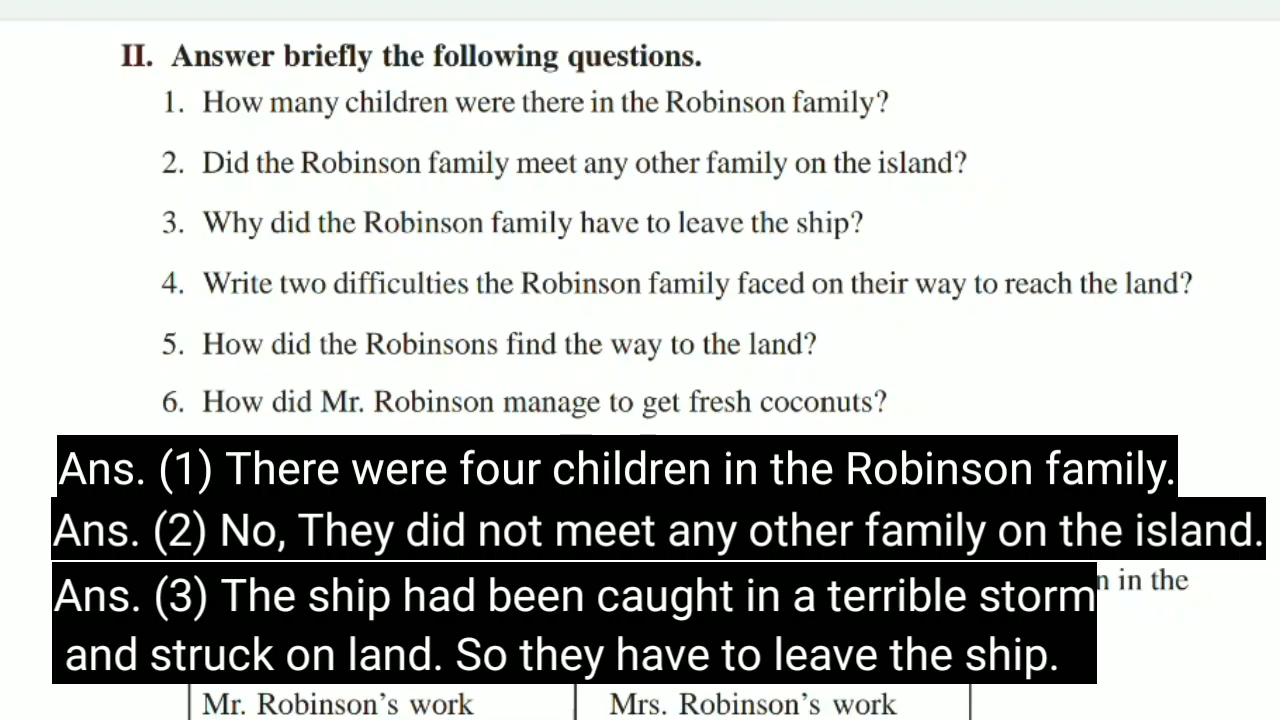 II. Answer briefly the following questions.
1. How many children were there in the Robinson family?
2. Did the Robinson family meet any other family on the island?
3. Why did the Robinson family have to leave the ship?
4. Write two difficulties the Robinson family faced on their way to reach the land?
5. How did the Robinsons find the way to the land?
6. How did Mr. Robinson manage to get fresh coconuts?
Ans. (1) There were four children in the Robinson family.
Ans. (2) No, They did not meet any other family on the island.
Ans. (3) The ship had been caught in a terrible storm
in the
and struck on land. So they have to leave the ship.
Mr. Robinson's work Mrs. Robinson's work